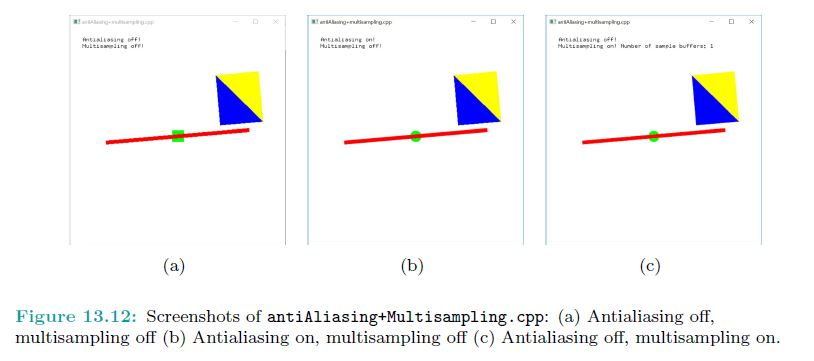 antiAliasing+multisampling.cpp
Antialiasing off!
Multisampling off!
antiAliasing+multisampling.cpp
Antialiasing on!
Multisampling off!
antiAliasing+multisampling.cpp
Antialiasing off!
Multisampling on! Number of sample buffers: 1
(a)
(b)
(c)
Figure 13.12: Screenshots of antiAliasing+Multisampling.cpp: (a) Antialiasing off,
multisampling off (b) Antialiasing on, multisampling off (c) Antialiasing off, multisampling on.